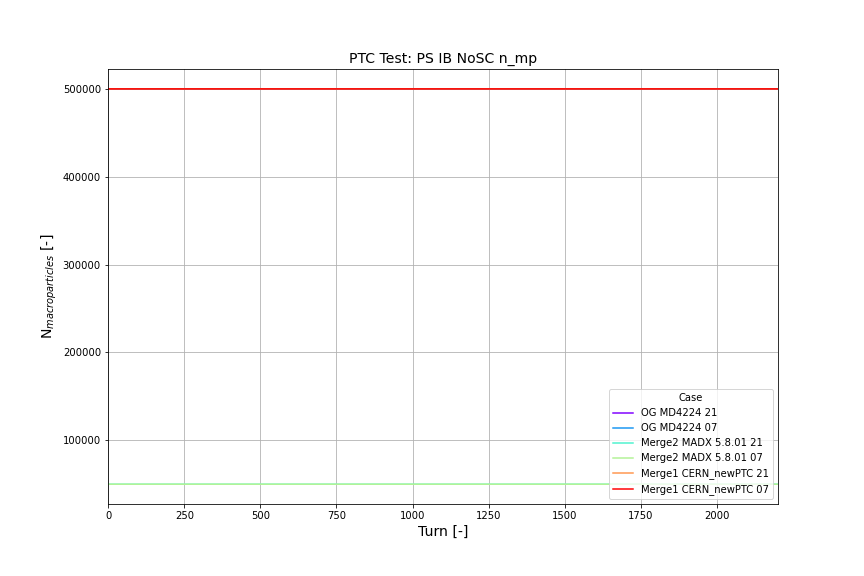 PTC Test: PS IB NoSC n_mp
500000
400000
300000
200000
100000
N_macroparticles [-]
0 250 500 750 1000 1250 1500 1750 2000
Turn [-]
Case
OG MD4224 21
OG MD4224 07
Merge2 MADX 5.8.01 21
Merge2 MADX 5.8.01 07
Merge1 CERN_newPTC 21
Merge1 CERN_newPTC 07